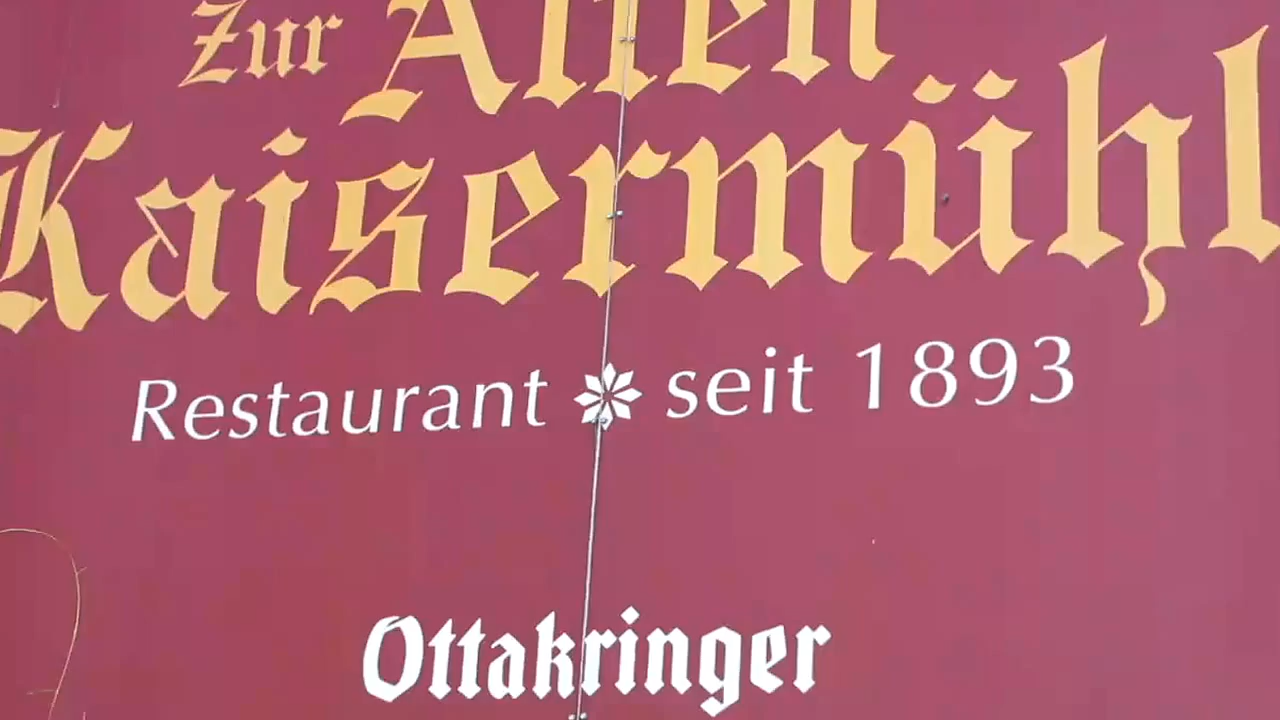 Zur Alten
Kaisermühl
Restaurant seit 1893
Ottakringer